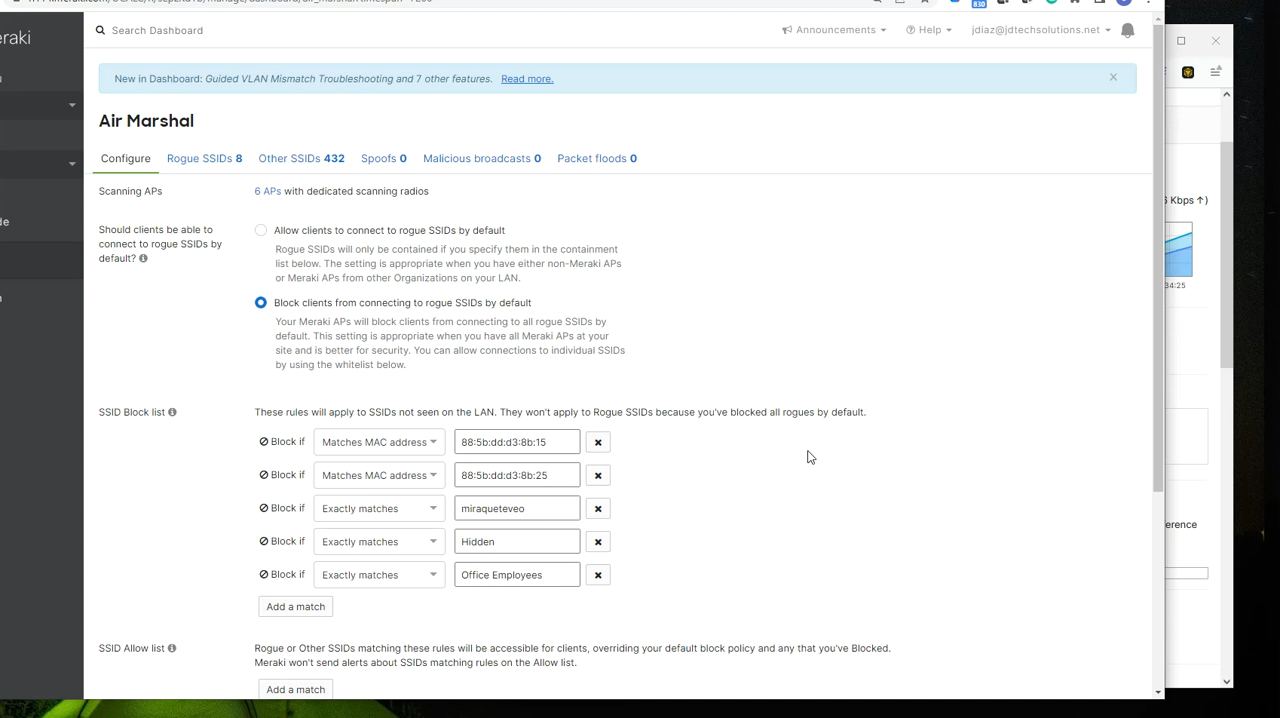 eraki
Search Dashboard
Announcements
Help
jdiaz@jdtechsolutions.net
New in Dashboard: Guided VLAN Mismatch Troubleshooting and 7 other features. Read more.
Air Marshal
Configure
Rogue SSIDs 8
Other SSIDs 432
Spoofs 0
Malicious broadcasts 0
Packet floods 0
Scanning APs
6 APs with dedicated scanning radios
Should clients be able to
connect to rogue SSIDs by
default?
Allow clients to connect to rogue SSIDs by default
Rogue SSIDs will only be contained if you specify them in the containment
list below. The setting is appropriate when you have either non-Meraki APs
or Meraki APs from other Organizations on your LAN.
Block clients from connecting to rogue SSIDs by default
Your Meraki APs will block clients from connecting to all rogue SSIDs by
default. This setting is appropriate when you have all Meraki APs at your
site and is better for security. You can allow connections to individual SSIDs
by using the whitelist below.
SSID Block list
These rules will apply to SSIDs not seen on the LAN. They won't apply to Rogue SSIDs because you've blocked all rogues by default.
Block if Matches MAC address 88:5b:dd:d3:8b:15
Block if Matches MAC address 88:5b:dd:d3:8b:25
Block if Exactly matches miraqueteveo
Block if Exactly matches Hidden
Block if Exactly matches Office Employees
Add a match
SSID Allow list
Rogue or Other SSIDs matching these rules will be accessible for clients, overriding your default block policy and any that you've Blocked.
Meraki won't send alerts about SSIDs matching rules on the Allow list.
Add a match
830
6 Kbps ↑)
34:25
erence